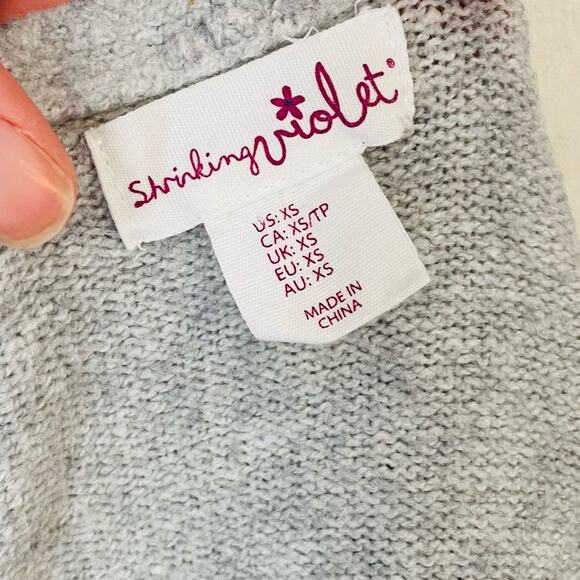 Shrinking violet®
US: XS
CA: XS/TP
UK: XS
EU: XS
AU: XS
MADE IN
CHINA